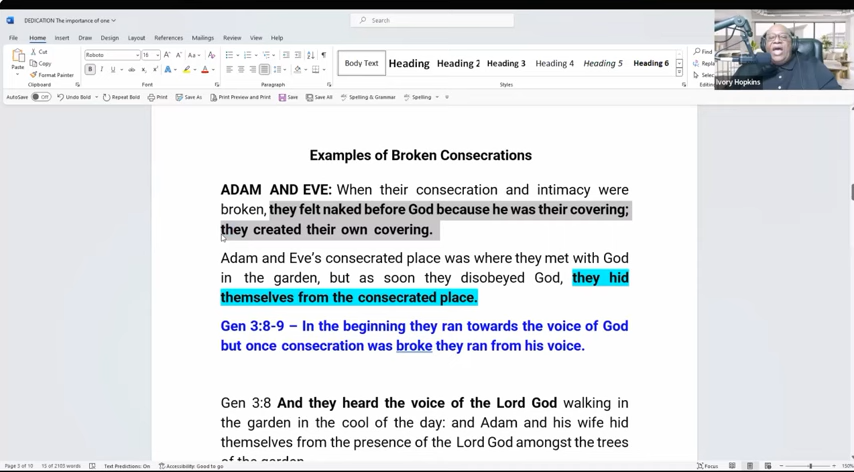 DEDICATION The importance of one
Search
File Home Insert Draw Design Layout References Mailings Review View Help
Cut
Copy
Paste
Format Painter
Roboto 16
Body Text Heading Heading 2 Heading 3 Heading 4 Heading 5 Heading 6
Find
Clipboard Font Paragraph Styles
Ivory Hopkins
AutoSave Off Undo Bold Repeat Bold Print Save As Print Preview and Print Save Save All Spelling & Grammar Spelling
Examples of Broken Consecrations
ADAM AND EVE: When their consecration and intimacy were
broken, they felt naked before God because he was their covering;
they created their own covering.
Adam and Eve's consecrated place was where they met with God
in the garden, but as soon they disobeyed God, they hid
themselves from the consecrated place.
Gen 3:8-9 – In the beginning they ran towards the voice of God
but once consecration was broke they ran from his voice.
Gen 3:8 And they heard the voice of the Lord God walking in
the garden in the cool of the day: and Adam and his wife hid
themselves from the presence of the Lord God amongst the trees
of the garden
Text Predictions: On Accessibility: Good to go Focus 150%